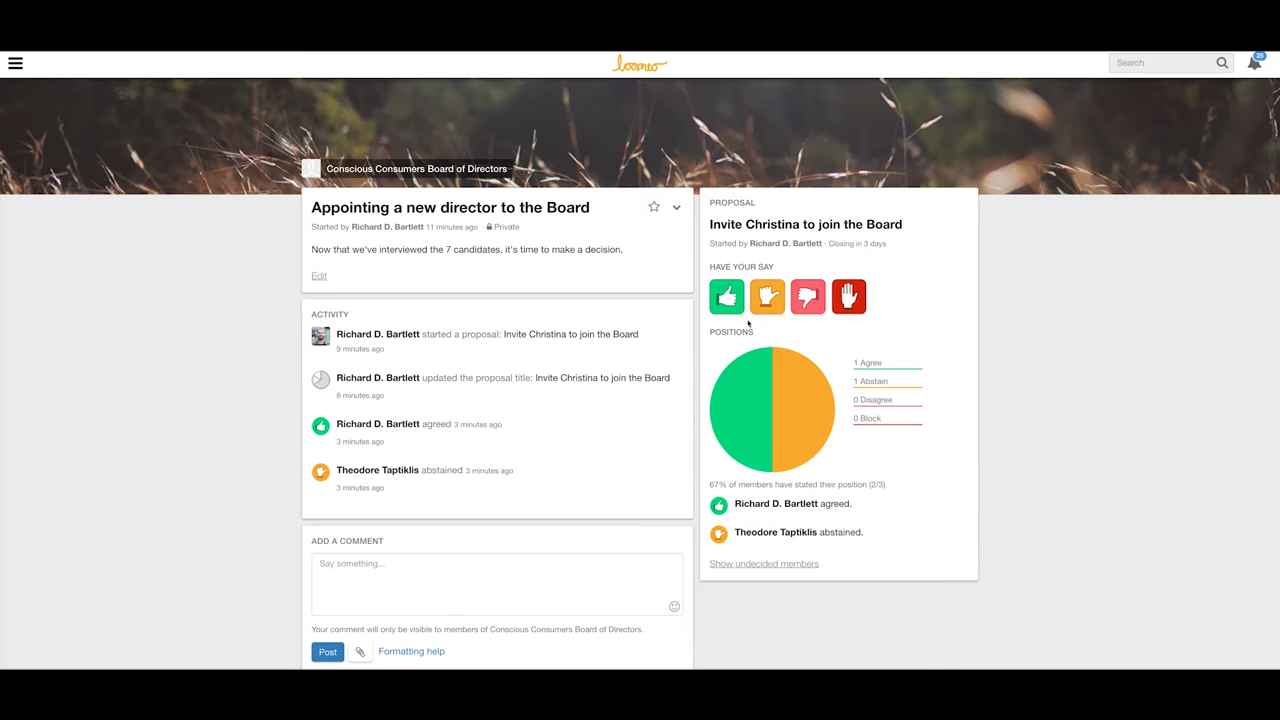 loomio
Search
25
Conscious Consumers Board of Directors
Appointing a new director to the Board
Started by Richard D. Bartlett 11 minutes ago · Private
Now that we've interviewed the 7 candidates, it's time to make a decision.
Edit
ACTIVITY
Richard D. Bartlett started a proposal: Invite Christina to join the Board
9 minutes ago
Richard D. Bartlett updated the proposal title: Invite Christina to join the Board
6 minutes ago
Richard D. Bartlett agreed 3 minutes ago
3 minutes ago
Theodore Taptiklis abstained 3 minutes ago
3 minutes ago
ADD A COMMENT
Say something...
Your comment will only be visible to members of Conscious Consumers Board of Directors.
Post
Formatting help
PROPOSAL
Invite Christina to join the Board
Started by Richard D. Bartlett · Closing in 3 days
HAVE YOUR SAY
POSITIONS
1 Agree
1 Abstain
0 Disagree
0 Block
67% of members have stated their position (2/3)
Richard D. Bartlett agreed.
Theodore Taptiklis abstained.
Show undecided members